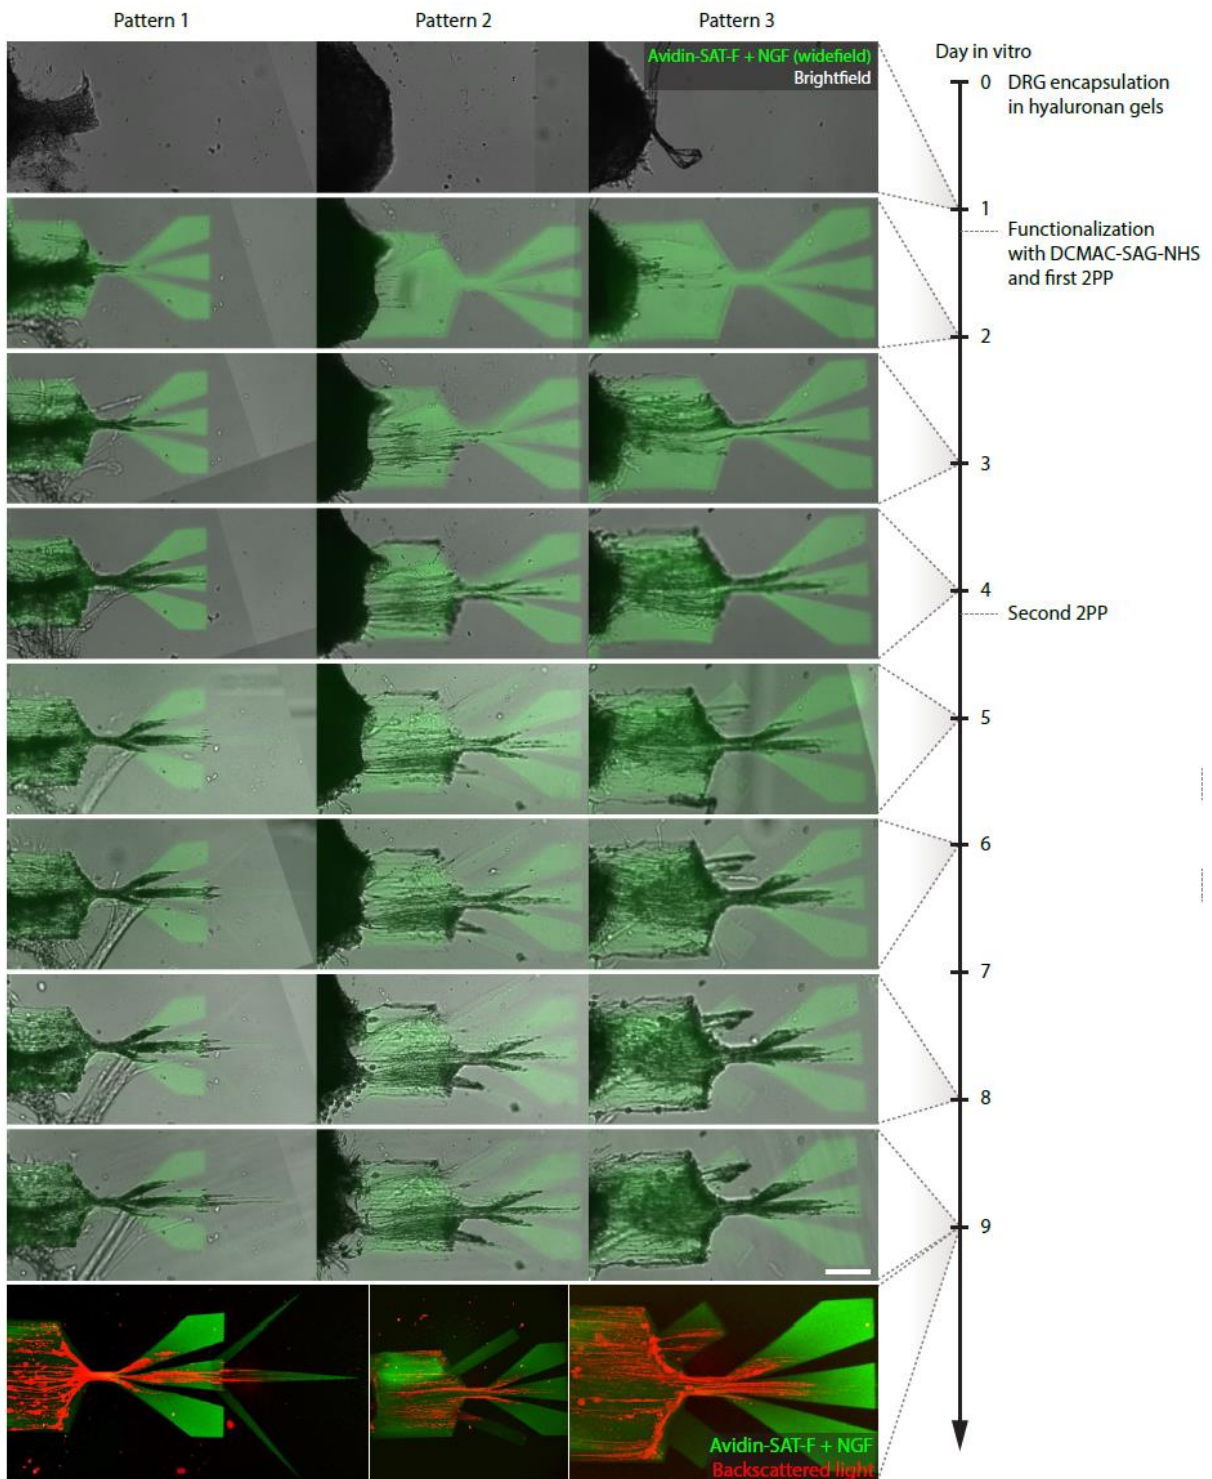 Pattern 1
Pattern 2
Pattern 3
Avidin-SAT-F + NGF (widefield)
Brightfield
Day in vitro
0
DRG encapsulation
in hyaluronan gels
1
Functionalization
with DCMAC-SAG-NHS
and first 2PP
2
3
4
Second 2PP
5
6
7
8
9
Avidin-SAT-F + NGF
Backscattered light